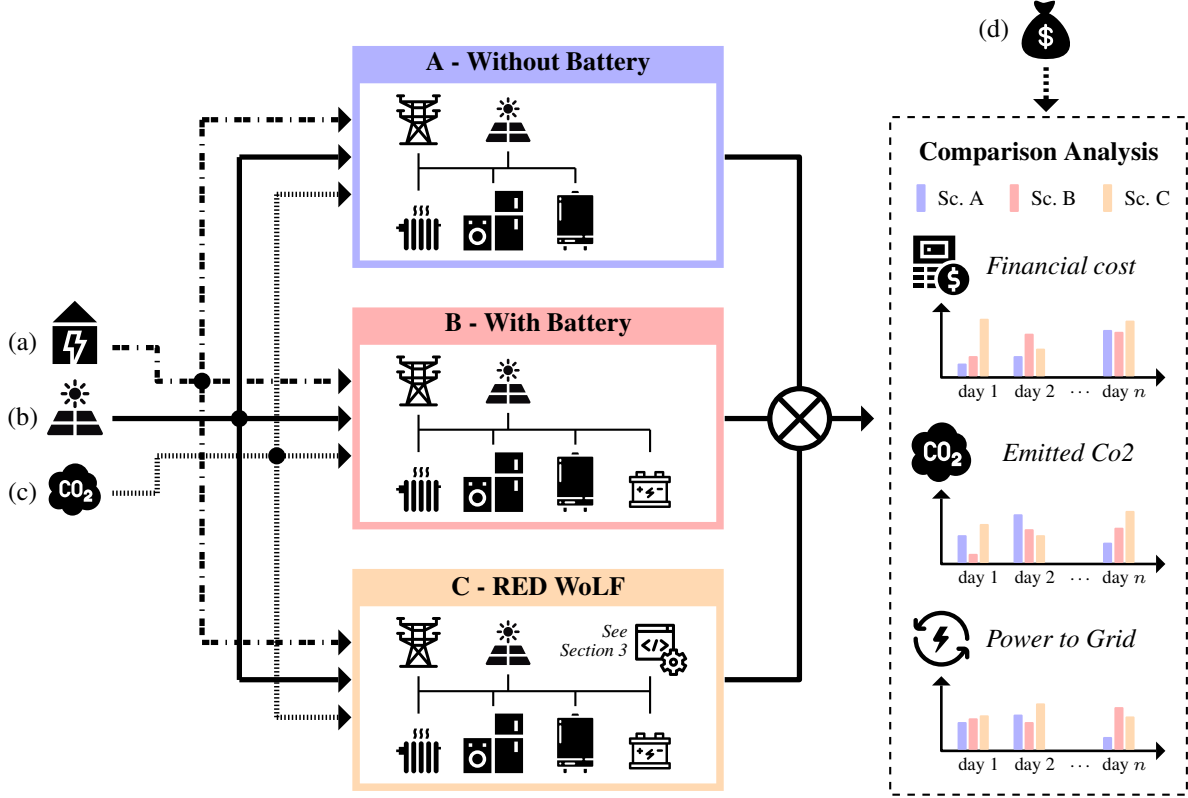 (d)
$
A - Without Battery
Comparison Analysis
Sc. A
Sc. B
Sc. C
$
Financial cost
day 1
day 2
···
day n
B - With Battery
(a)
(b)
(c)
CO2
CO2
Emitted Co2
day 1
day 2
···
day n
C - RED WoLF
See
Section 3
</>
Power to Grid
day 1
day 2
···
day n